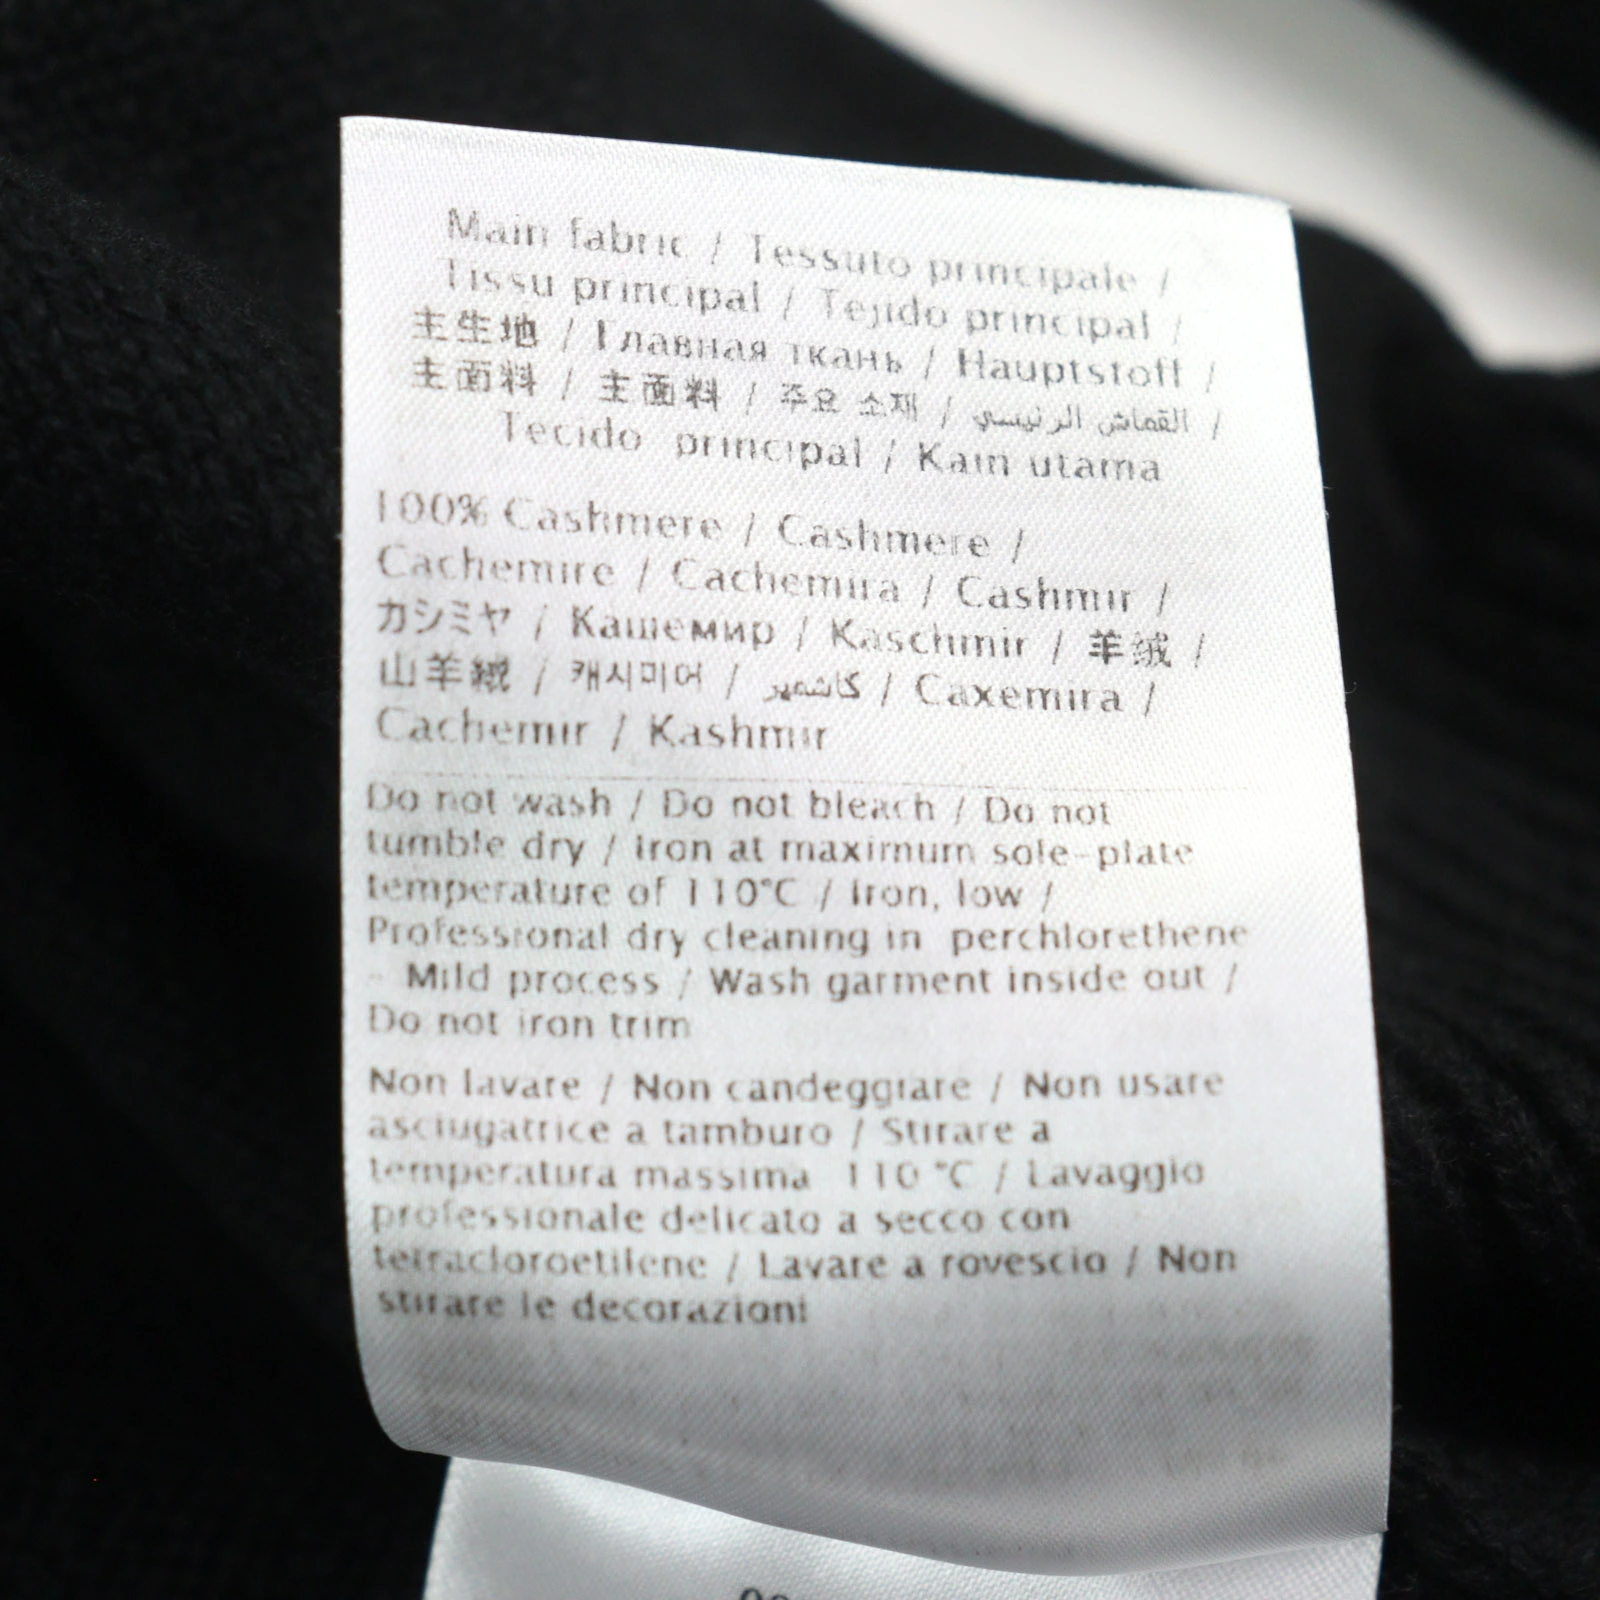 Main fabric / Tessuto principale /
Tissu principal / Tejido principal /
主生地 / Главная ткань / Hauptstoff /
主面料 / 主面料 / 주요 소재 / القماش الرئيسي /
Tecido principal / Kain utama
100% Cashmere / Cashmere /
Cachemire / Cachemira / Cashmir /
カシミヤ / Кашемир / Kaschmir / 羊绒 /
山羊絨 / 캐시미어 / كاشمير / Caxemira /
Cachemir / Kashmir
Do not wash / Do not bleach / Do not
tumble dry / Iron at maximum sole-plate
temperature of 110°C / Iron, low /
Professional dry cleaning in perchlorethene
- Mild process / Wash garment inside out /
Do not iron trim
Non lavare / Non candeggiare / Non usare
asciugatrice a tamburo / Stirare a
temperatura massima 110 °C / Lavaggio
professionale delicato a secco con
tetracloroetilene / Lavare a rovescio / Non
stirare le decorazioni